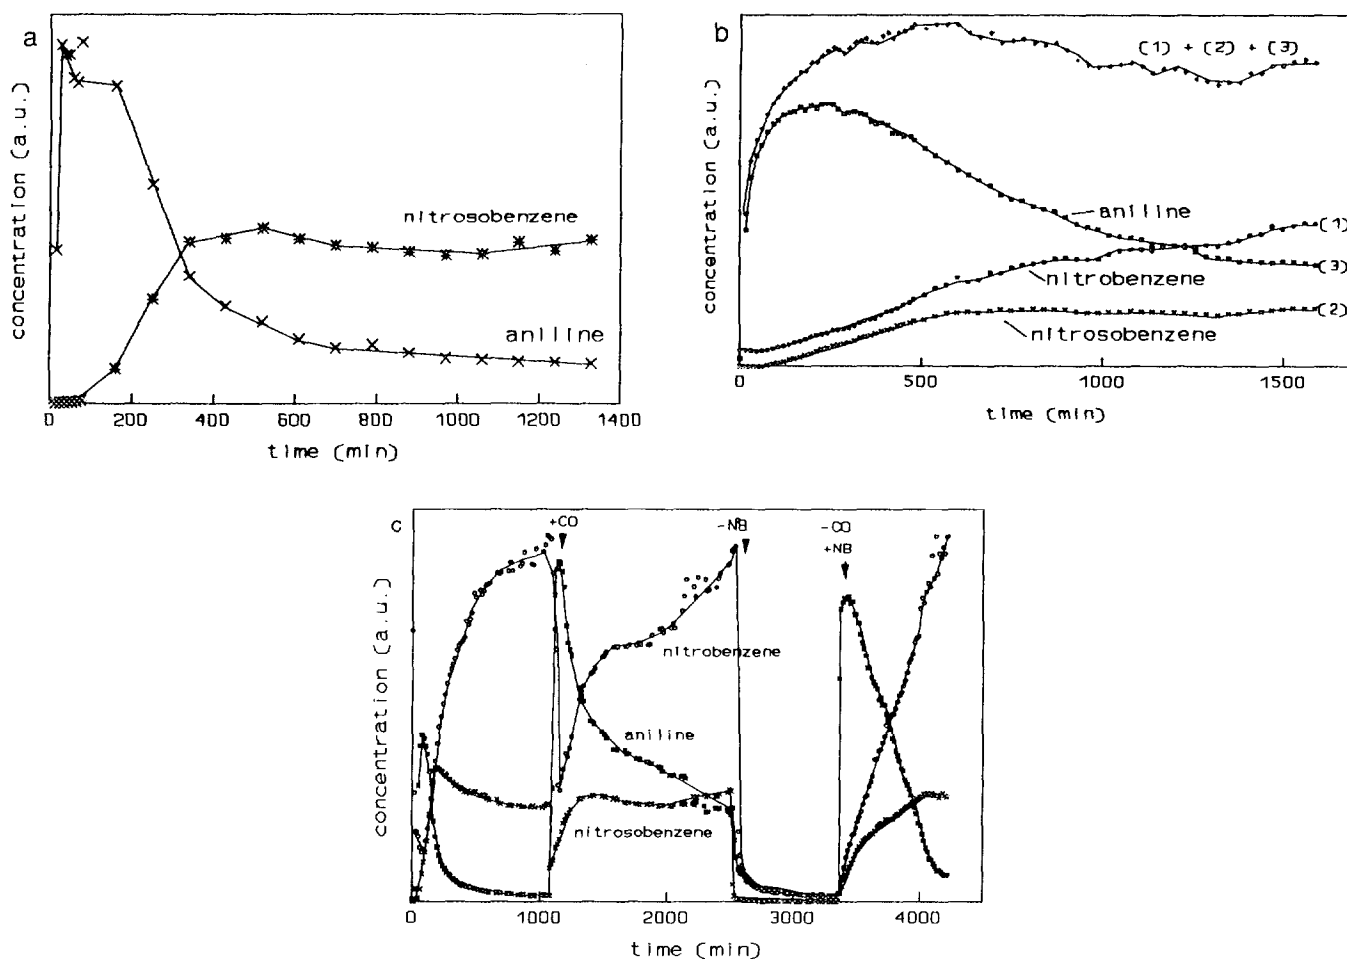 a
concentration (a.u.)
nitrosobenzene
aniline
0 200 400 600 800 1000 1200 1400
time (min)
b
concentration (a.u.)
(1) + (2) + (3)
aniline
(1)
nitrobenzene
(3)
nitrosobenzene
(2)
0 500 1000 1500
time (min)
c
+CO
-NB
-CO
+NB
concentration (a.u.)
nitrobenzene
aniline
nitrosobenzene
0 1000 2000 3000 4000
time (min)